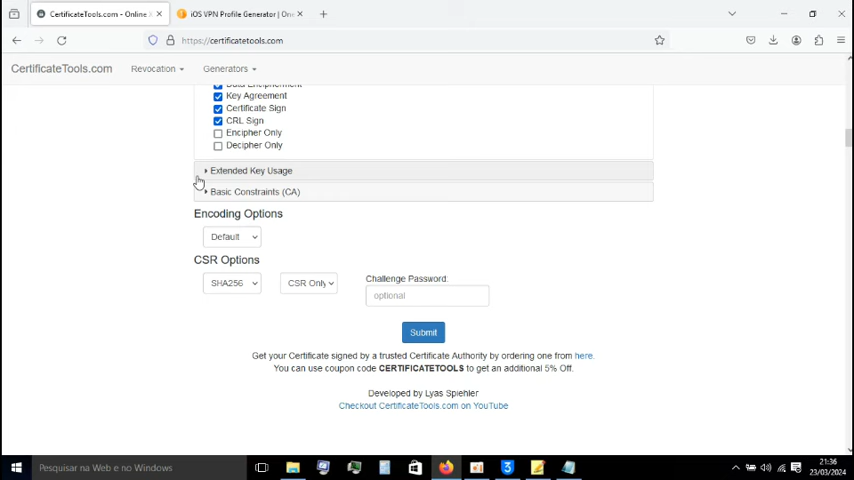 CertificateTools.com - Online X
iOS VPN Profile Generator | One
https://certificatetools.com
CertificateTools.com
Revocation
Generators
Data Encipherment
Key Agreement
Certificate Sign
CRL Sign
Encipher Only
Decipher Only
Extended Key Usage
Basic Constraints (CA)
Encoding Options
Default
CSR Options
Challenge Password:
SHA256
CSR Only
optional
Submit
Get your Certificate signed by a trusted Certificate Authority by ordering one from here.
You can use coupon code CERTIFICATETOOLS to get an additional 5% Off.
Developed by Lyas Spiehler
Checkout CertificateTools.com on YouTube
Pesquisar na Web e no Windows
21:36
23/03/2024